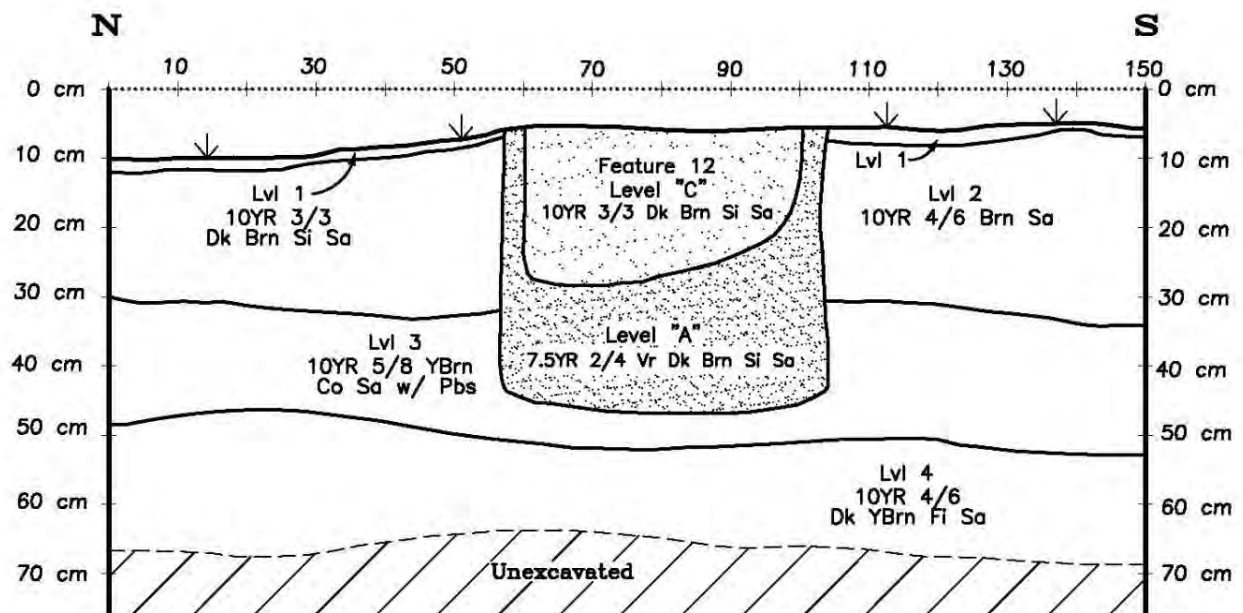 N
S
10 30 50 70 90 110 130 150
0 cm
0 cm
10 cm
10 cm
20 cm
20 cm
30 cm
30 cm
40 cm
40 cm
50 cm
50 cm
60 cm
60 cm
70 cm
70 cm
Lvl 1
10YR 3/3
Dk Brn Si Sa
Feature 12
Level "C"
10YR 3/3 Dk Brn Si Sa
Lvl 1
Lvl 2
10YR 4/6 Brn Sa
Lvl 3
10YR 5/8 YBrn
Co Sa w/ Pbs
Level "A"
7.5YR 2/4 Vr Dk Brn Si Sa
Lvl 4
10YR 4/6
Dk YBrn Fi Sa
Unexcavated